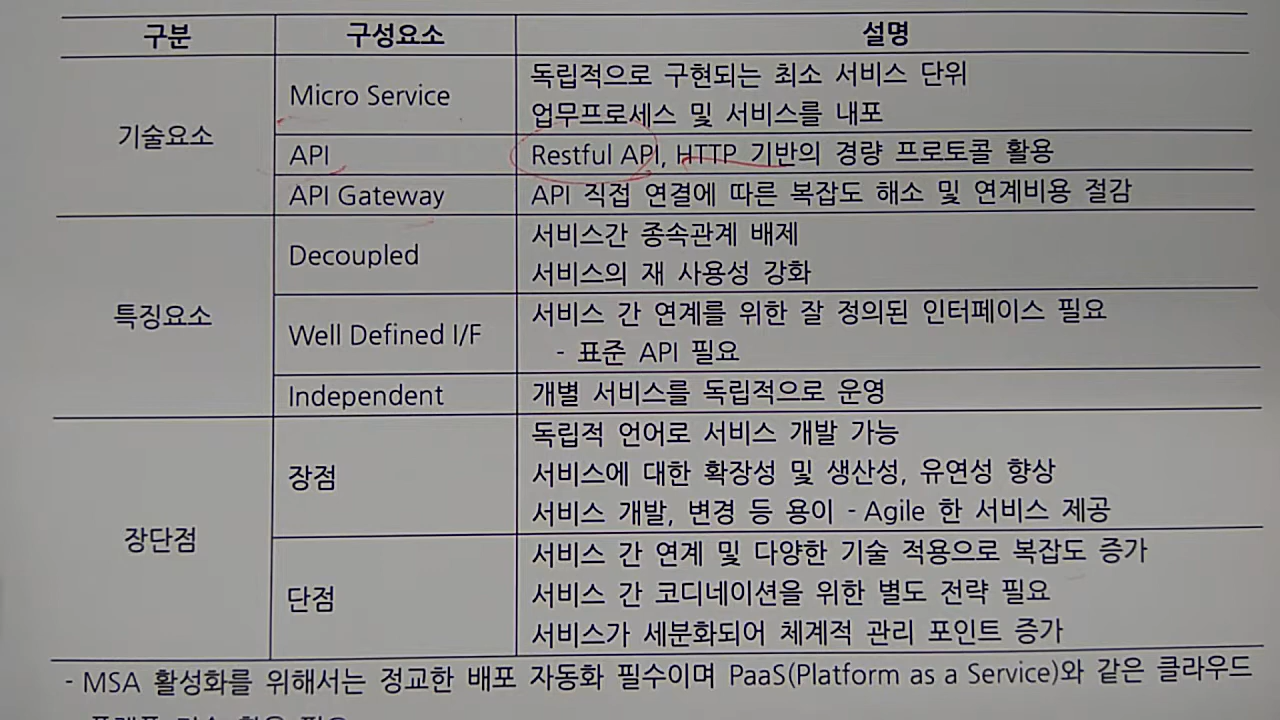 구분 구성요소 설명
기술요소
Micro Service
독립적으로 구현되는 최소 서비스 단위
업무프로세스 및 서비스를 내포
API
Restful API, HTTP 기반의 경량 프로토콜 활용
API Gateway
API 직접 연결에 따른 복잡도 해소 및 연계비용 절감
특징요소
Decoupled
서비스간 종속관계 배제
서비스의 재 사용성 강화
Well Defined I/F
서비스 간 연계를 위한 잘 정의된 인터페이스 필요
- 표준 API 필요
Independent
개별 서비스를 독립적으로 운영
장단점
장점
독립적 언어로 서비스 개발 가능
서비스에 대한 확장성 및 생산성, 유연성 향상
서비스 개발, 변경 등 용이 - Agile 한 서비스 제공
단점
서비스 간 연계 및 다양한 기술 적용으로 복잡도 증가
서비스 간 코디네이션을 위한 별도 전략 필요
서비스가 세분화되어 체계적 관리 포인트 증가
- MSA 활성화를 위해서는 정교한 배포 자동화 필수이며 PaaS(Platform as a Service)와 같은 클라우드